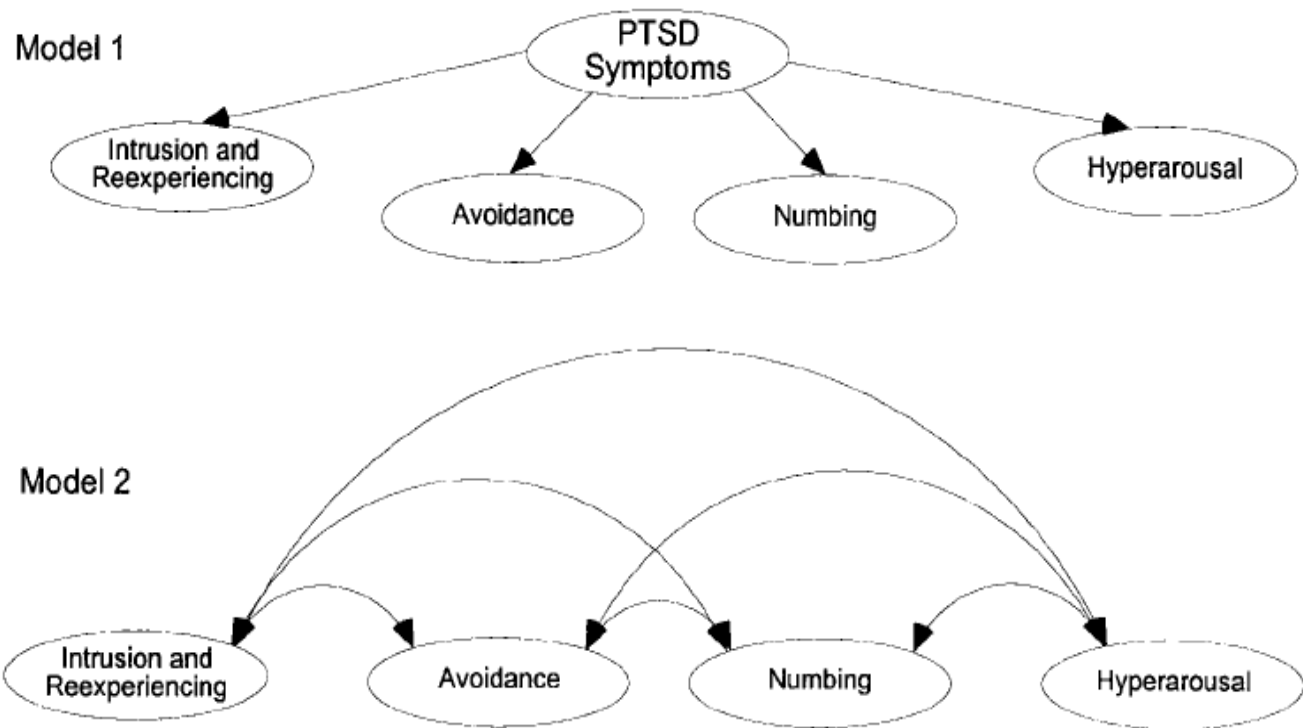 Model 1
PTSD
Symptoms
Intrusion and
Reexperiencing
Avoidance
Numbing
Hyperarousal
Model 2
Intrusion and
Reexperiencing
Avoidance
Numbing
Hyperarousal